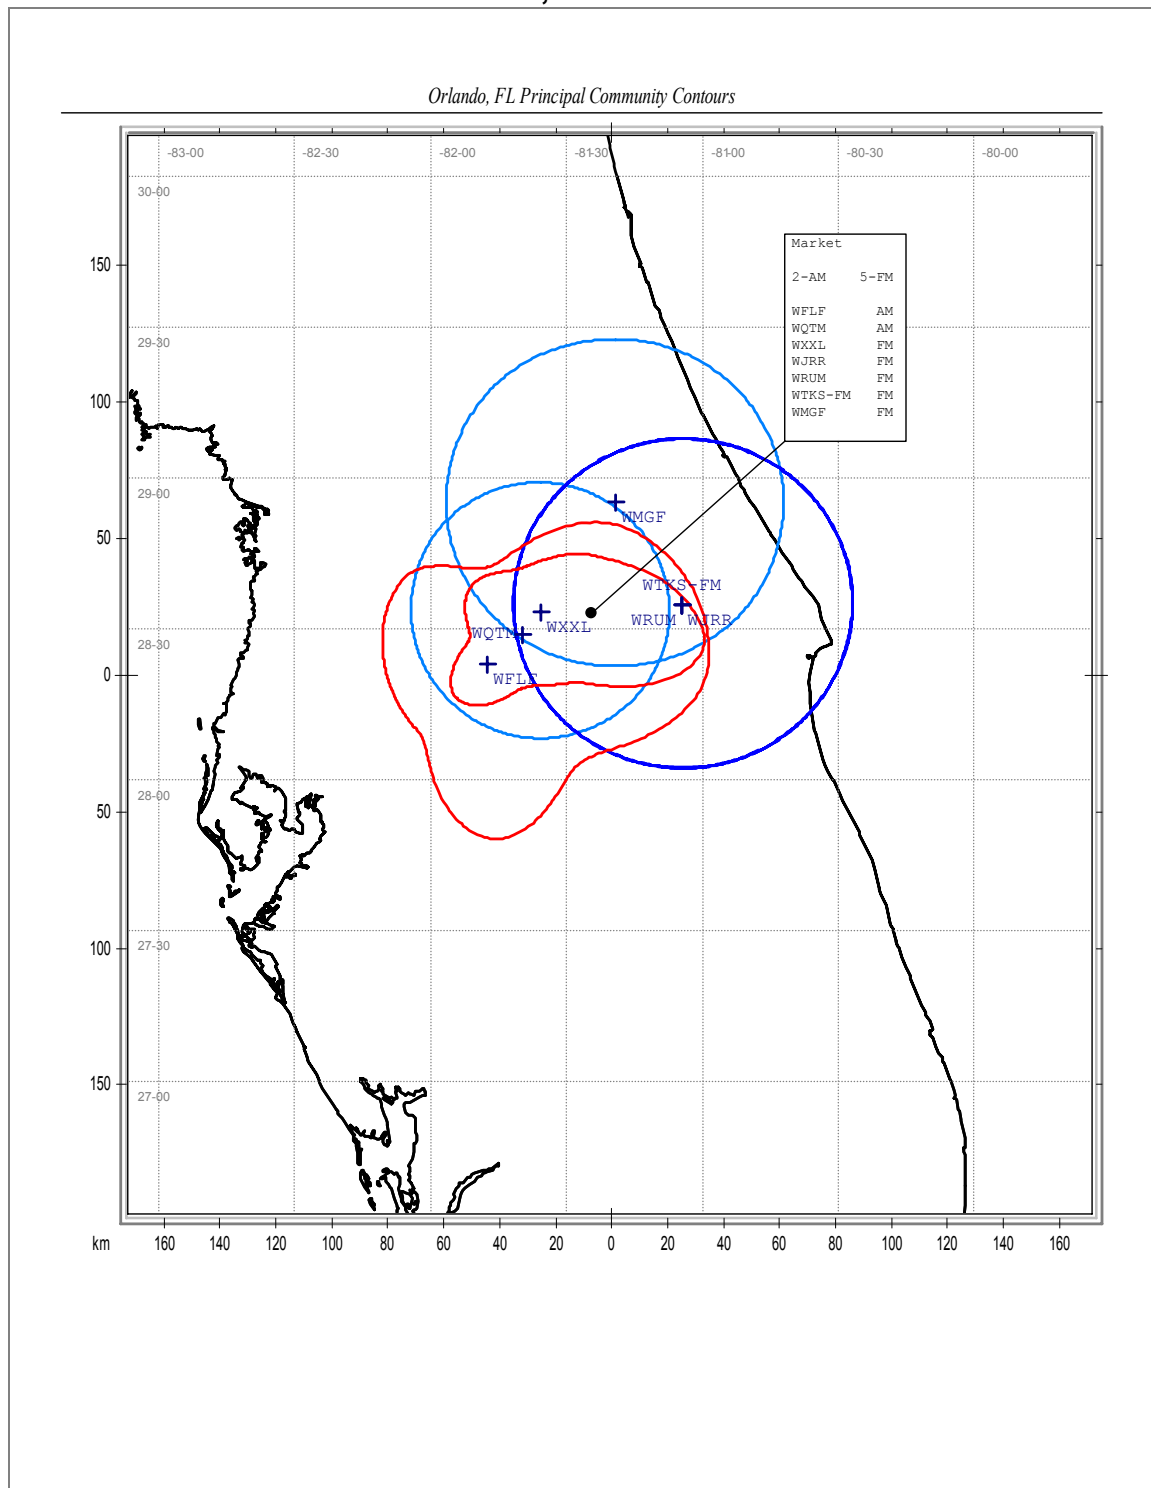 Orlando, FL Principal Community Contours
-83-00 -82-30 -82-00 -81-30 -81-00 -80-30 -80-00
30-00
Market
2-AM 5-FM
WFLF AM
WQTM AM
WXXL FM
WJRR FM
WRUM FM
WTKS-FM FM
WMGF FM
150
29-30
100
29-00
WMGF
50
WTKS-FM
WRUM WJRR
WXXL
WQTM
28-30
WFLF
0
28-00
50
27-30
100
150
27-00
km 160 140 120 100 80 60 40 20 0 20 40 60 80 100 120 140 160